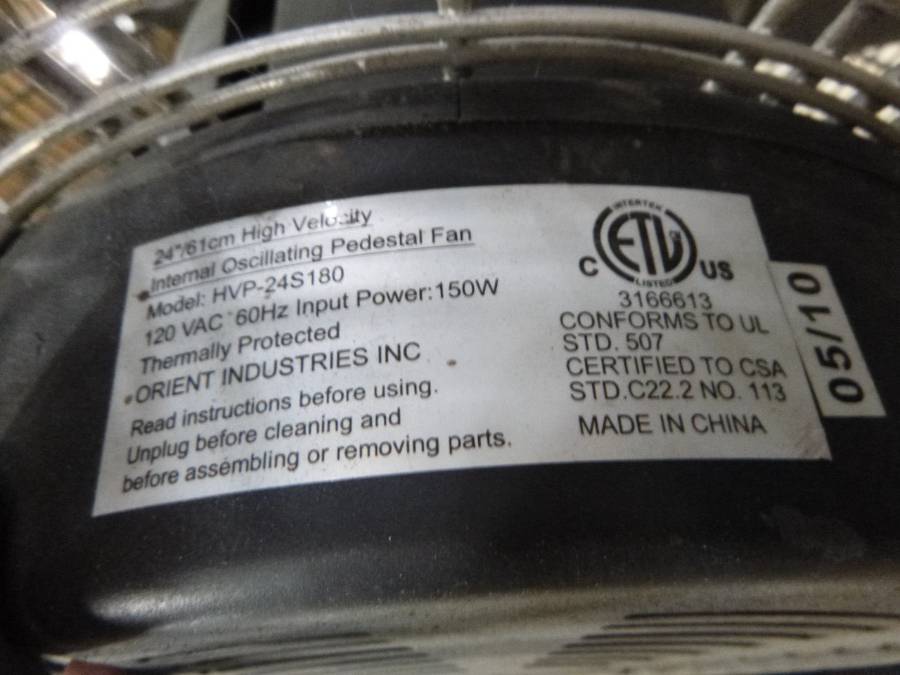 24"/61cm High Velocity
Internal Oscillating Pedestal Fan
Model: HVP-24S180
120 VAC 60Hz Input Power:150W
Thermally Protected
ORIENT INDUSTRIES INC
Read instructions before using.
Unplug before cleaning and
before assembling or removing parts.
INTERTEK
ETL
LISTED
C US
3166613
CONFORMS TO UL
STD. 507
CERTIFIED TO CSA
STD.C22.2 NO. 113
MADE IN CHINA
05/10